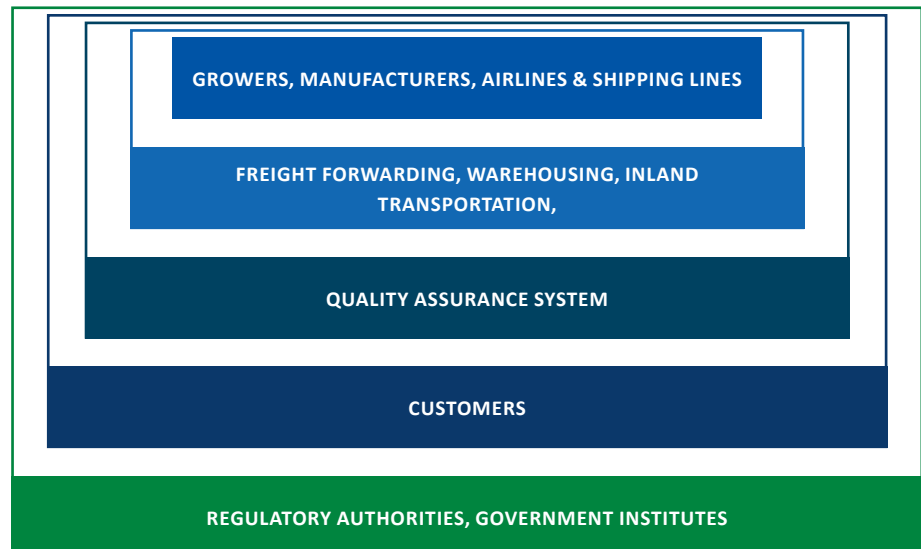 GROWERS, MANUFACTURERS, AIRLINES & SHIPPING LINES
FREIGHT FORWARDING, WAREHOUSING, INLAND
TRANSPORTATION,
QUALITY ASSURANCE SYSTEM
CUSTOMERS
REGULATORY AUTHORITIES, GOVERNMENT INSTITUTES